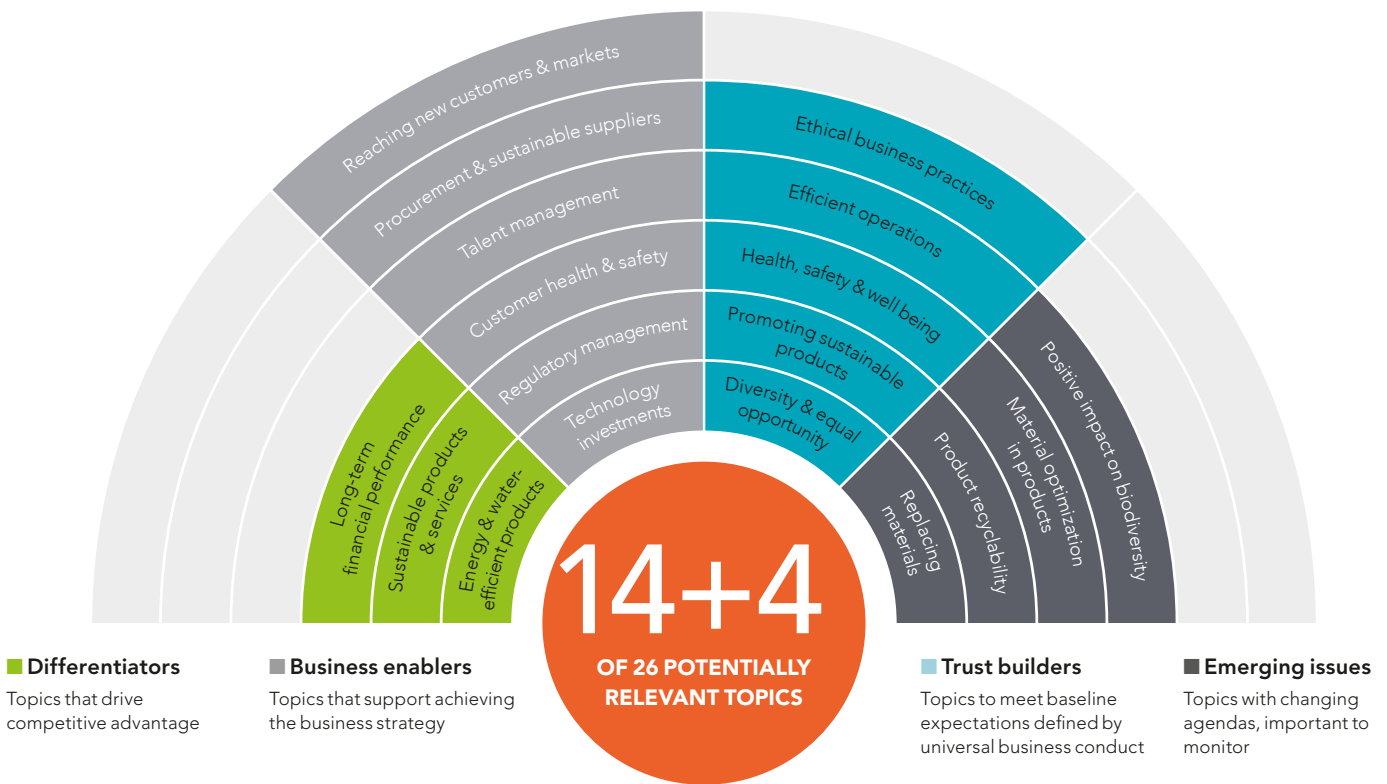 Reaching new customers & markets
Procurement & sustainable suppliers
Talent management
Customer health & safety
Regulatory management
Technology
investments
Ethical business practices
Efficient operations
Health, safety & well being
Promoting sustainable
products
Diversity & equal
opportunity
Long-term
financial performance
Sustainable products
& services
Energy & water-
efficient products
Replacing
materials
Product recyclability
Material optimization
in products
Positive impact on biodiversity
14+4
OF 26 POTENTIALLY
RELEVANT TOPICS
Differentiators
Topics that drive
competitive advantage
Business enablers
Topics that support achieving
the business strategy
Trust builders
Topics to meet baseline
expectations defined by
universal business conduct
Emerging issues
Topics with changing
agendas, important to
monitor